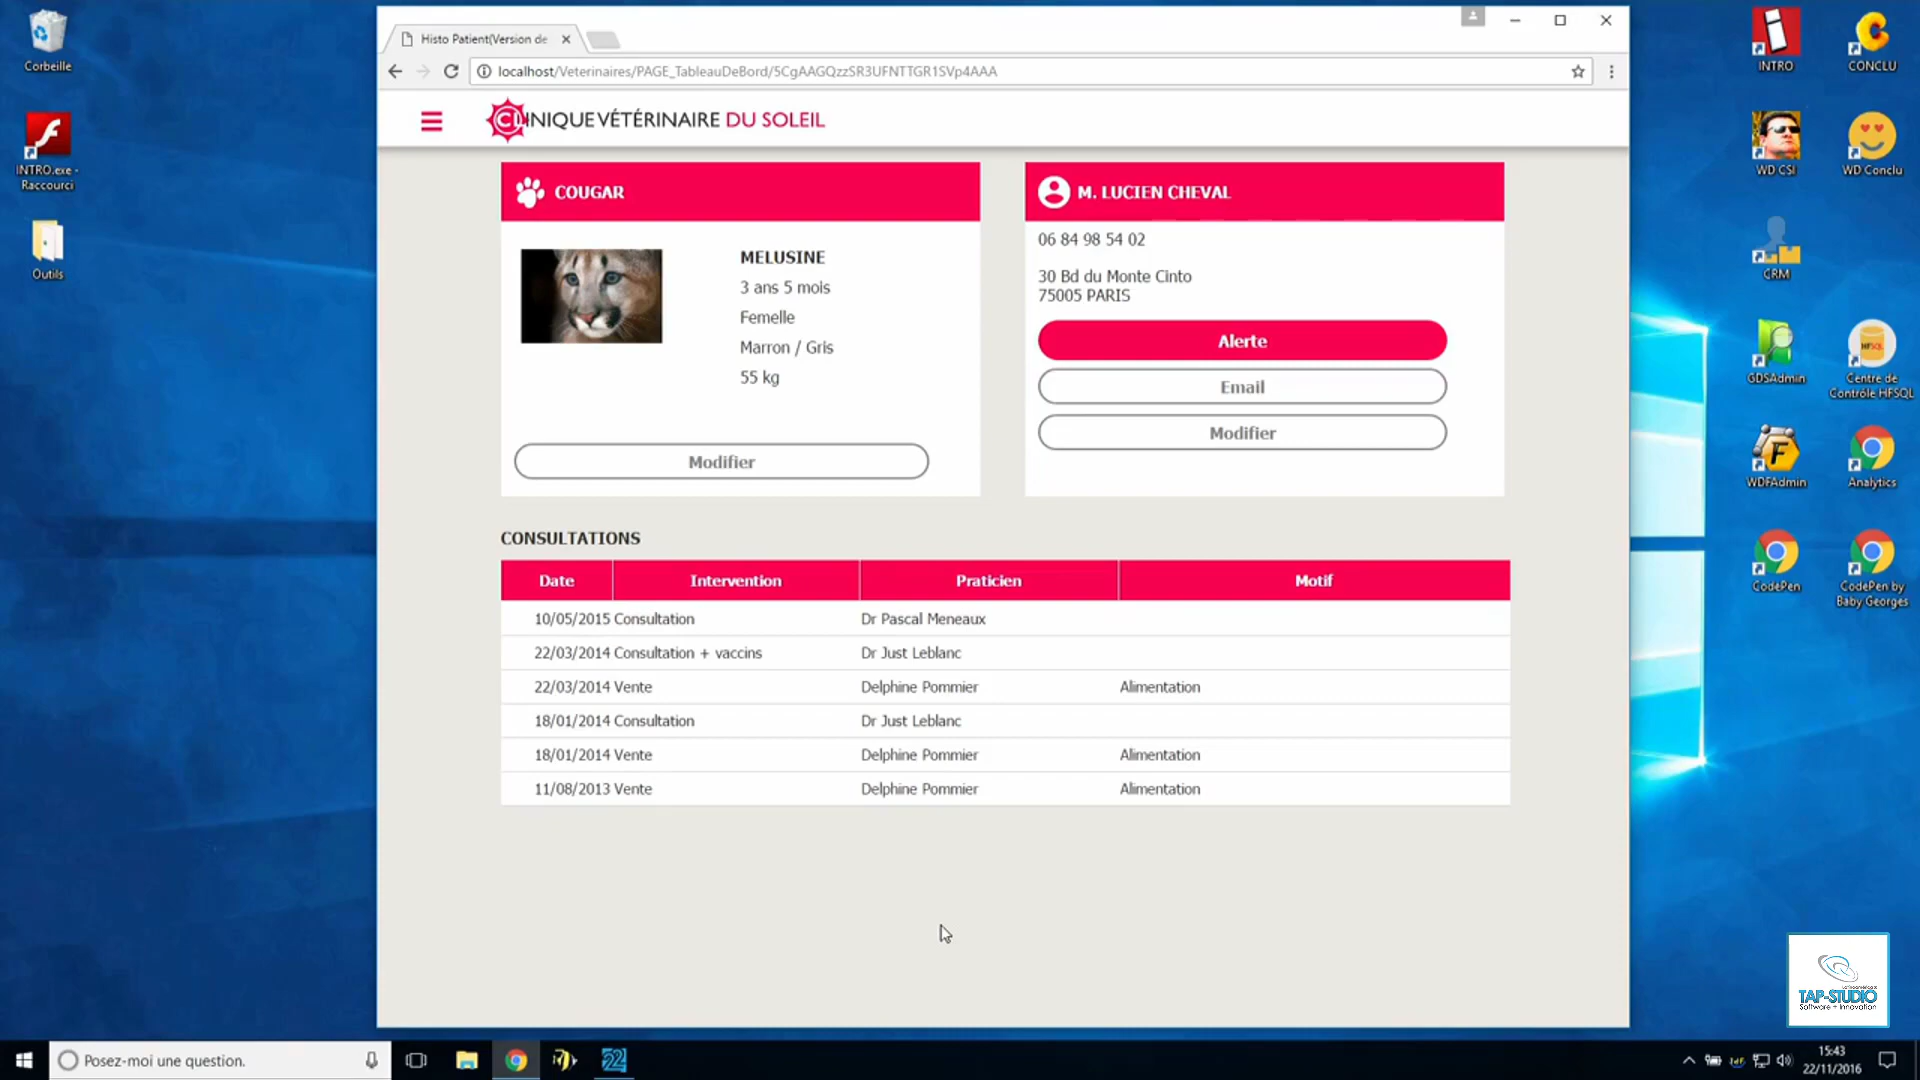 Corbeille
INTRO.exe -
Raccourci
Outils
Histo Patient(Version de
localhost/Veterinaires/PAGE_TableauDeBord/5CgAAGQzzSR3UFNTTGR1SVp4AAA
CLINIQUE VÉTÉRINAIRE DU SOLEIL
COUGAR
MELUSINE
3 ans 5 mois
Femelle
Marron / Gris
55 kg
Modifier
M. LUCIEN CHEVAL
06 84 98 54 02
30 Bd du Monte Cinto
75005 PARIS
Alerte
Email
Modifier
CONSULTATIONS
Date Intervention Praticien Motif
10/05/2015 Consultation Dr Pascal Meneaux
22/03/2014 Consultation + vaccins Dr Just Leblanc
22/03/2014 Vente Delphine Pommier Alimentation
18/01/2014 Consultation Dr Just Leblanc
18/01/2014 Vente Delphine Pommier Alimentation
11/08/2013 Vente Delphine Pommier Alimentation
INTRO
CONCLU
WD CSI
WD Conclu
CRM
GDSAdmin
HFSQL
Centre de
Contrôle HFSQL
WDFAdmin
Analytics
CodePen
CodePen by
Baby Georges
TAP-STUDIO
Software + Innovation
Posez-moi une question.
22
15:43
22/11/2016